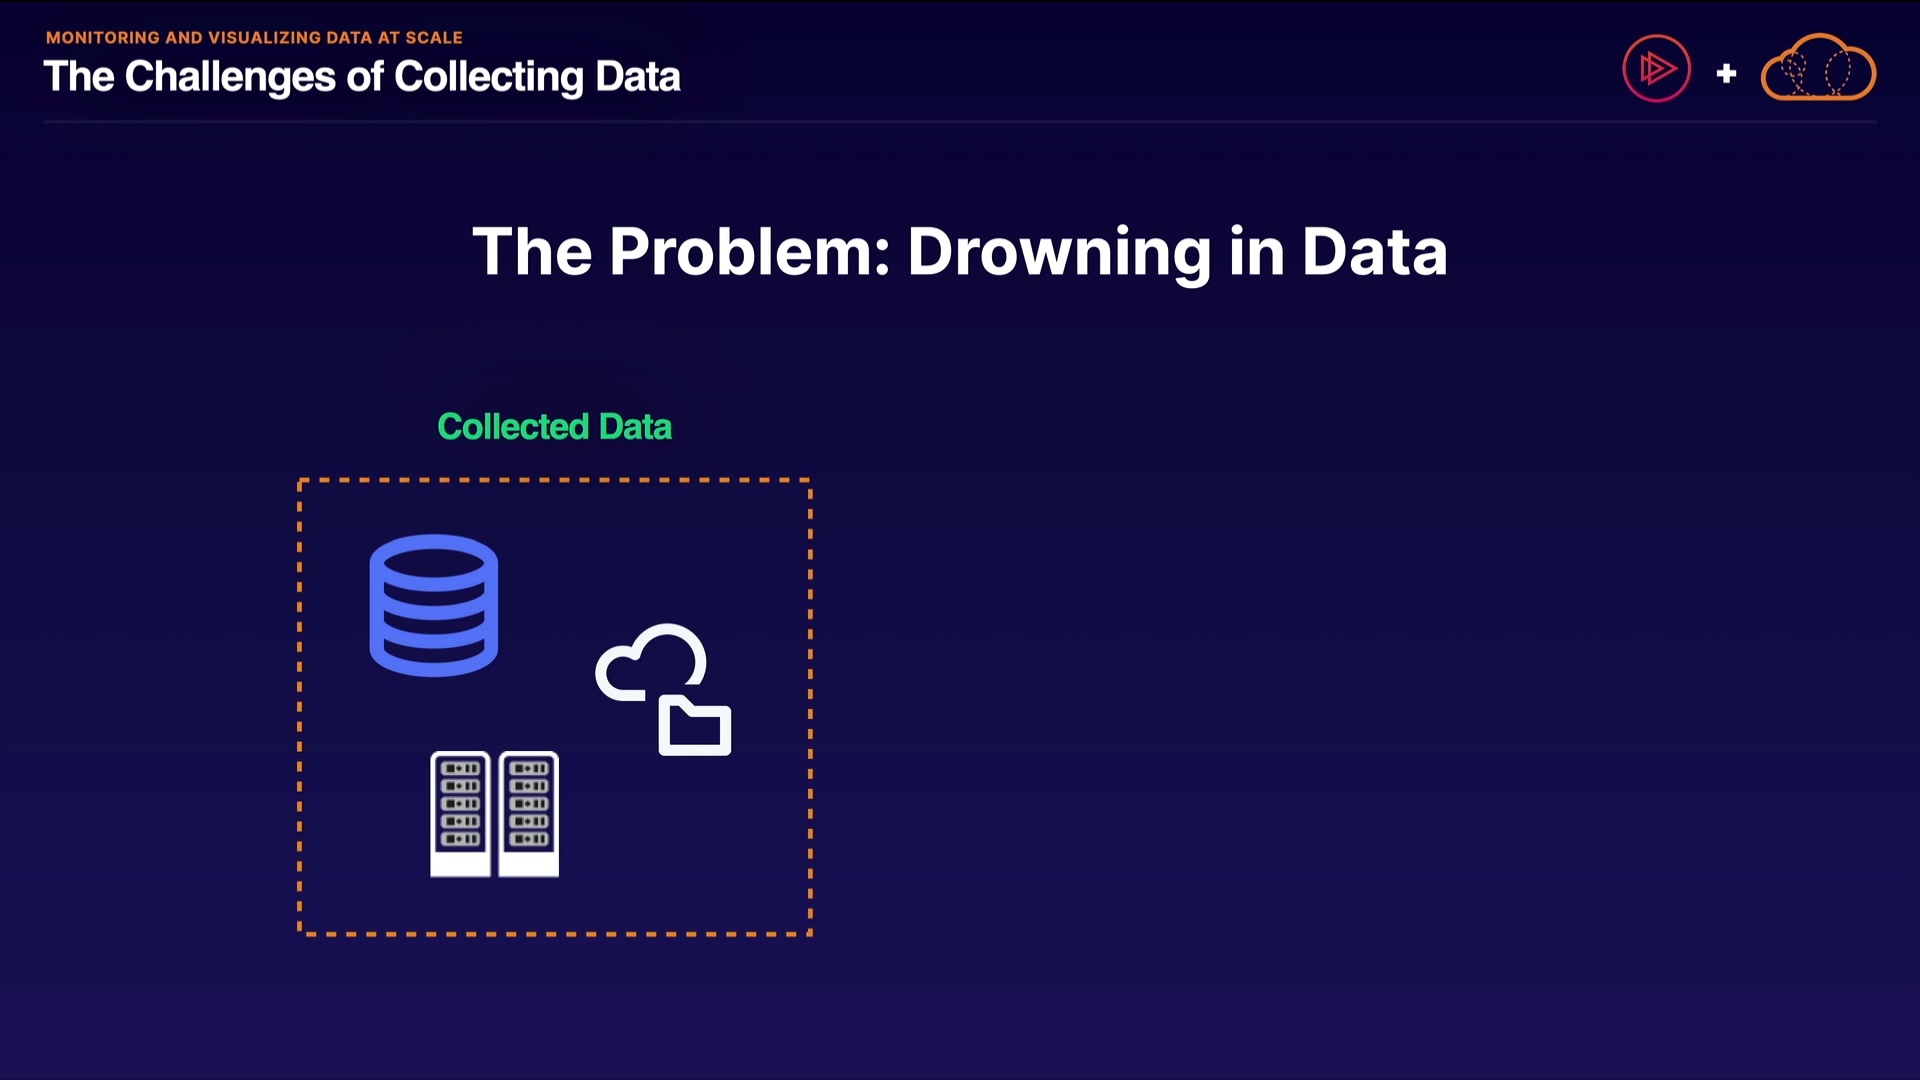 MONITORING AND VISUALIZING DATA AT SCALE
The Challenges of Collecting Data
+
The Problem: Drowning in Data
Collected Data